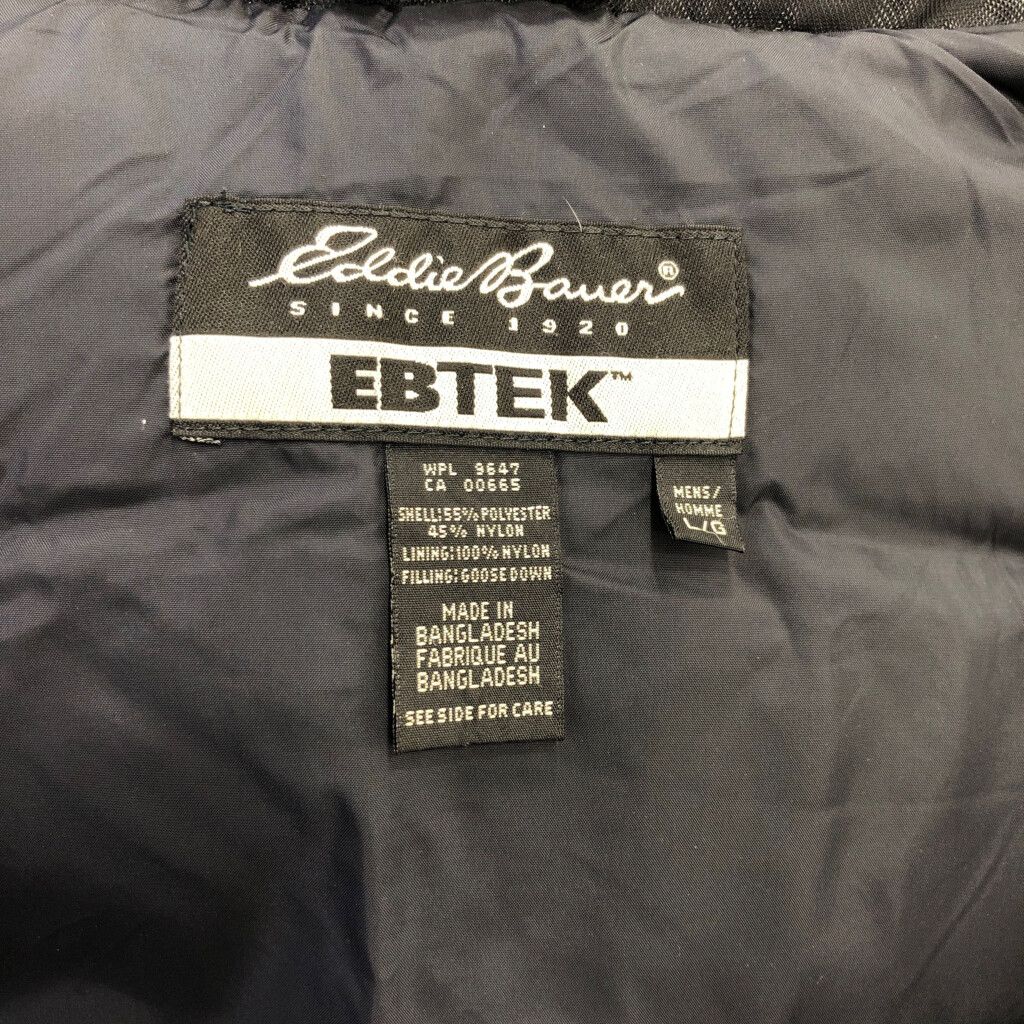 Eddie Bauer®
SINCE 1920
EBTEK™
WPL 9647
CA 00665
SHELL:55% POLYESTER
45% NYLON
LINING:100% NYLON
FILLING:GOOSE DOWN
MADE IN
BANGLADESH
FABRIQUE AU
BANGLADESH
SEE SIDE FOR CARE
MENS/
HOMME
L/G